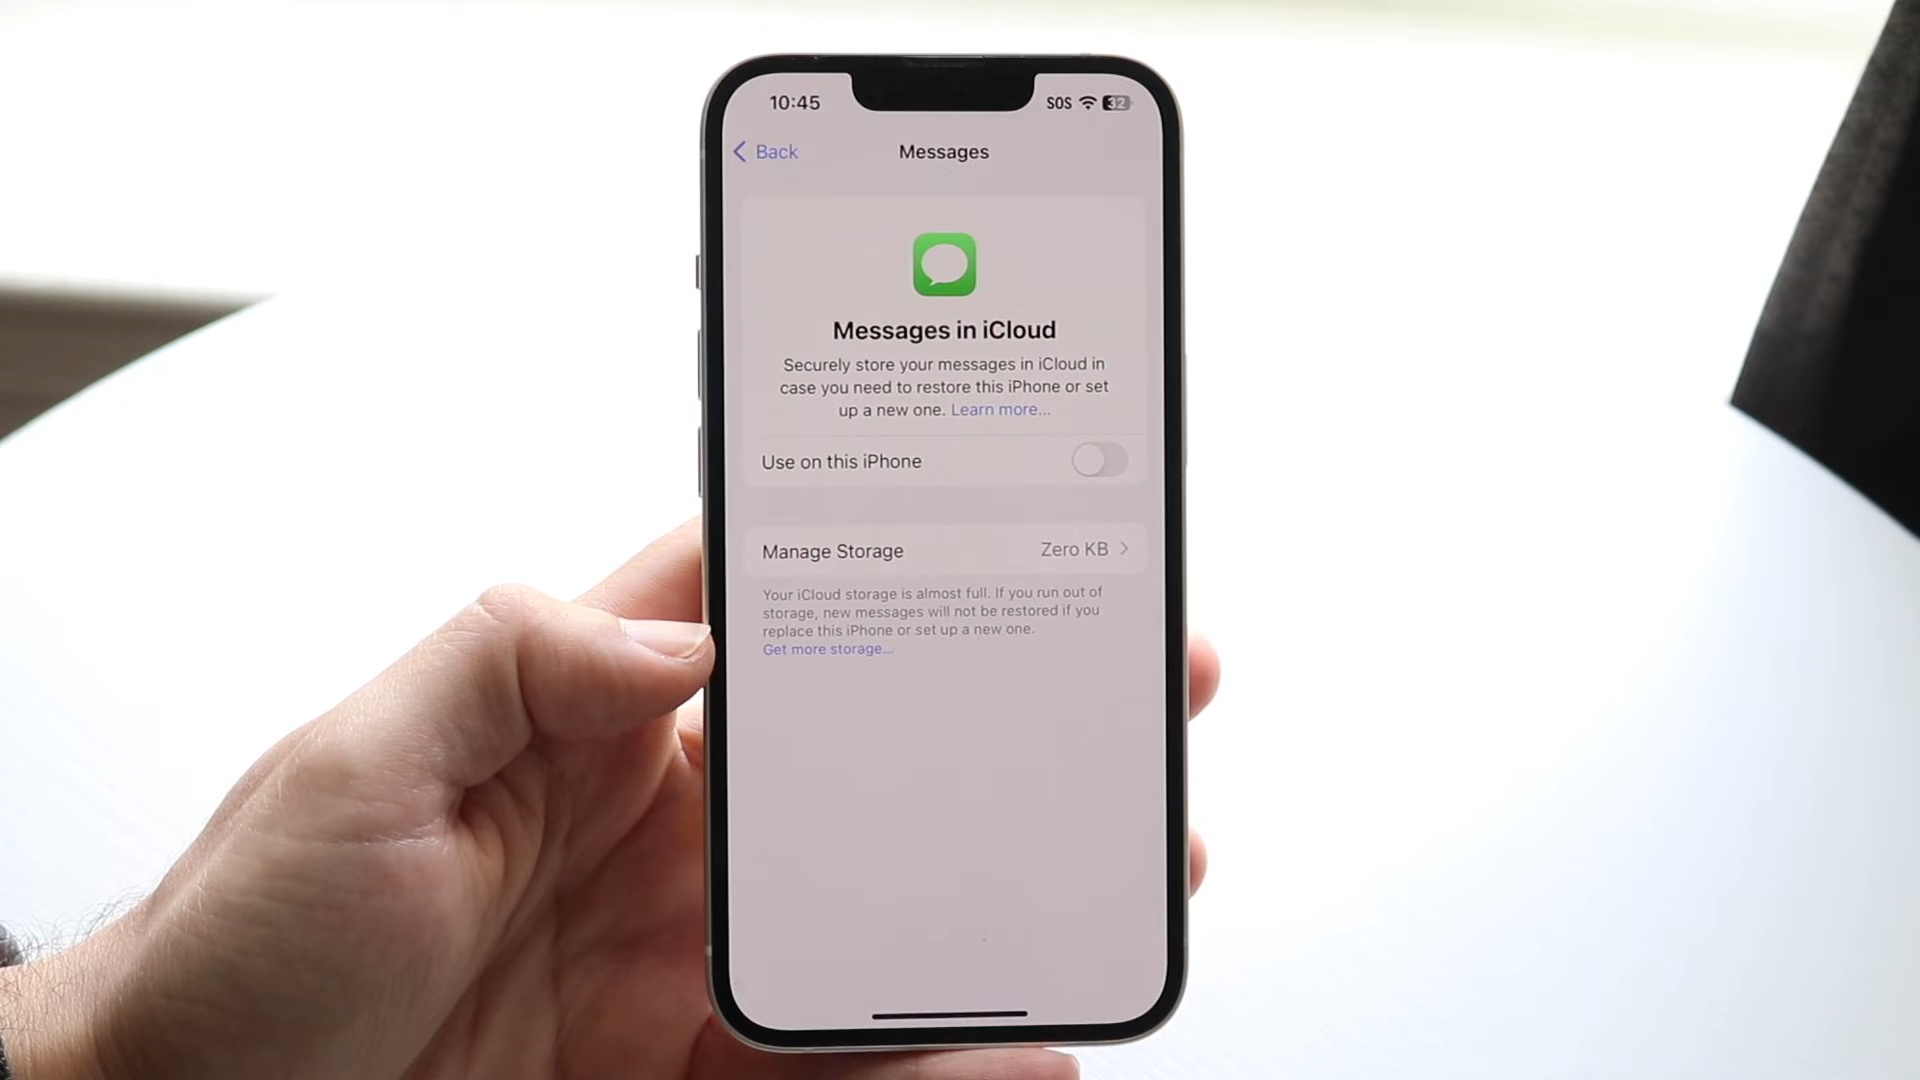 10:45
SOS 32
Back
Messages
Messages in iCloud
Securely store your messages in iCloud in
case you need to restore this iPhone or set
up a new one. Learn more...
Use on this iPhone
Manage Storage Zero KB
Your iCloud storage is almost full. If you run out of
storage, new messages will not be restored if you
replace this iPhone or set up a new one.
Get more storage...